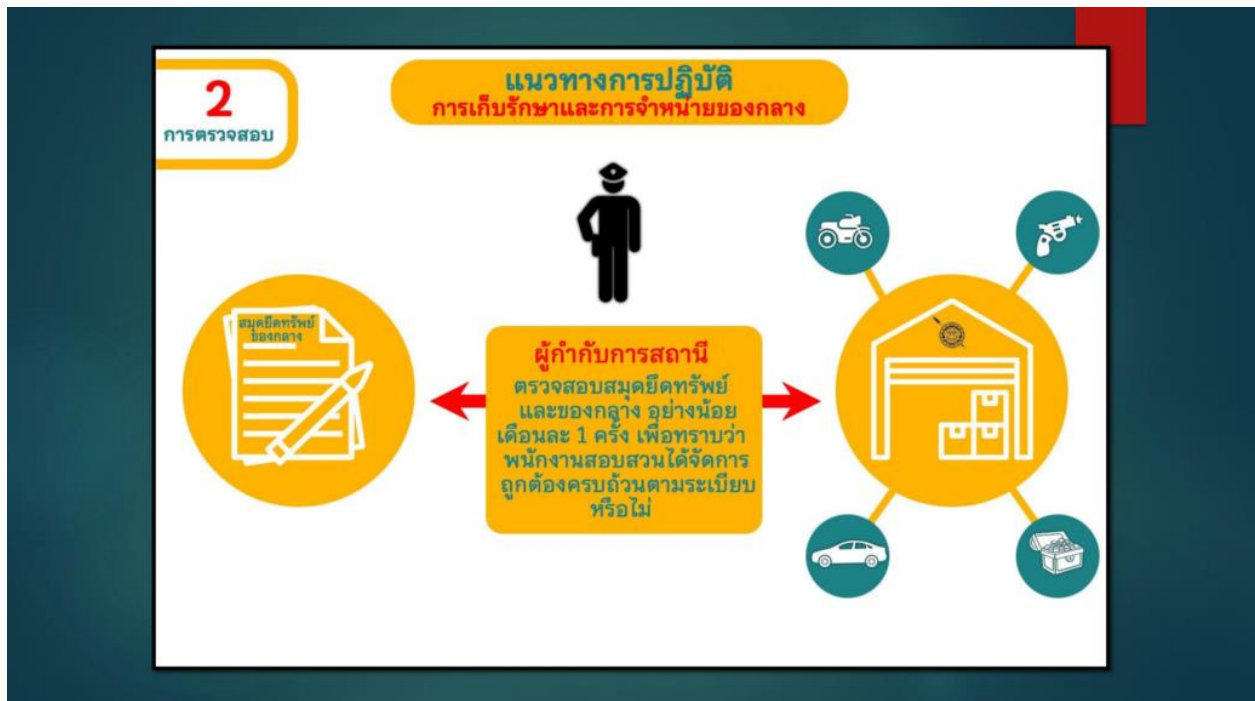 2
การตรวจสอบ
แนวทางการปฏิบัติ
การเก็บรักษาและการจำหน่ายของกลาง
สมุดยึดทรัพย์
ของกลาง
ผู้กำกับการสถานี
ตรวจสอบสมุดยึดทรัพย์
และของกลาง อย่างน้อย
เดือนละ 1 ครั้ง เพื่อทราบว่า
พนักงานสอบสวนได้จัดการ
ถูกต้องครบถ้วนตามระเบียบ
หรือไม่